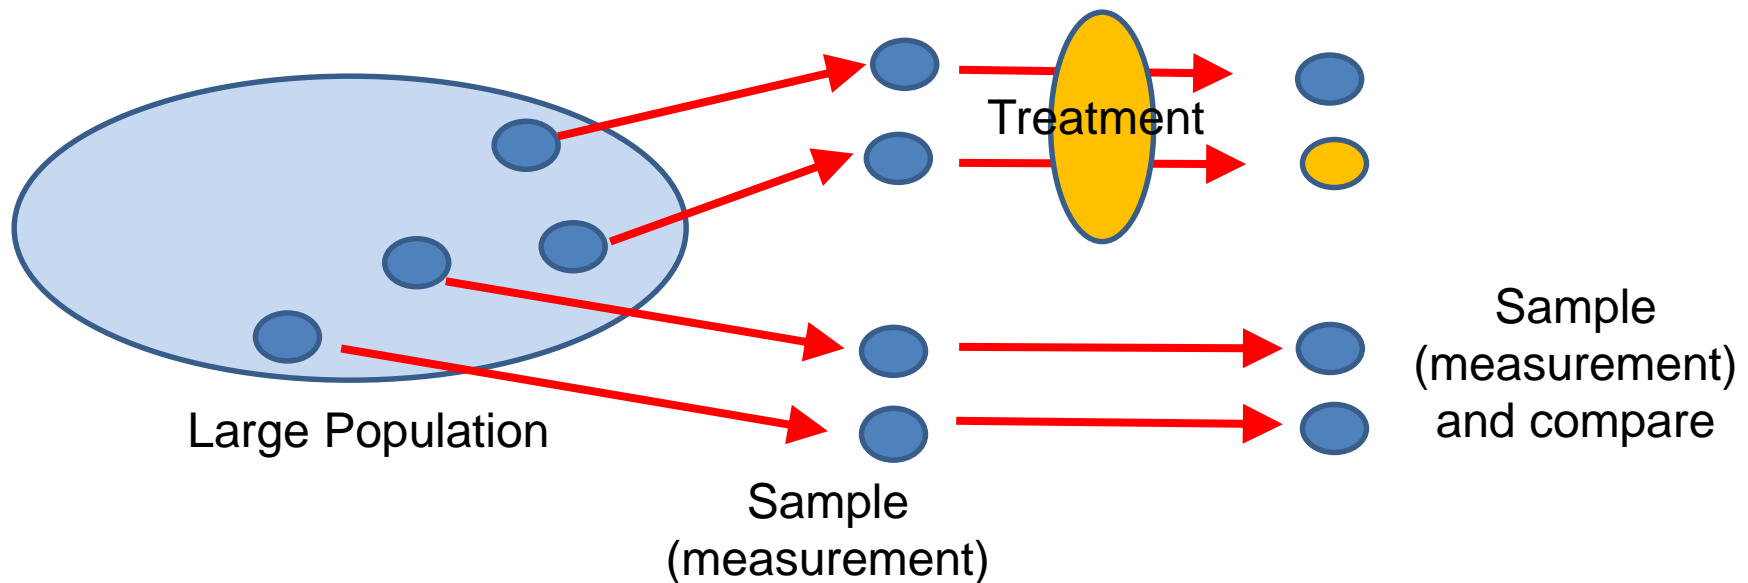 Treatment
Large Population
Sample
(measurement)
Sample
(measurement)
and compare